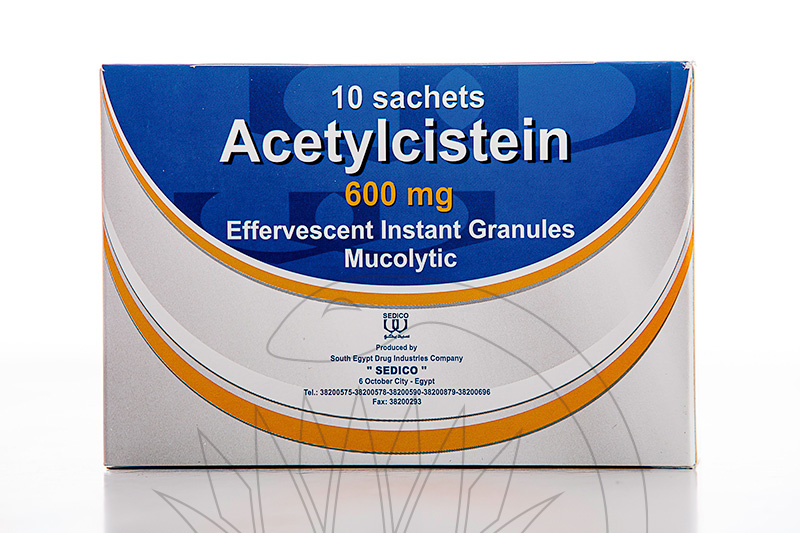 10 sachets
Acetylcistein
600 mg
Effervescent Instant Granules
Mucolytic
SEDICO
Produced by
South Egypt Drug Industries Company
" SEDICO "
6 October City - Egypt
Tel.: 38200575-38200578-38200590-38200879-38200696
Fax: 38200293